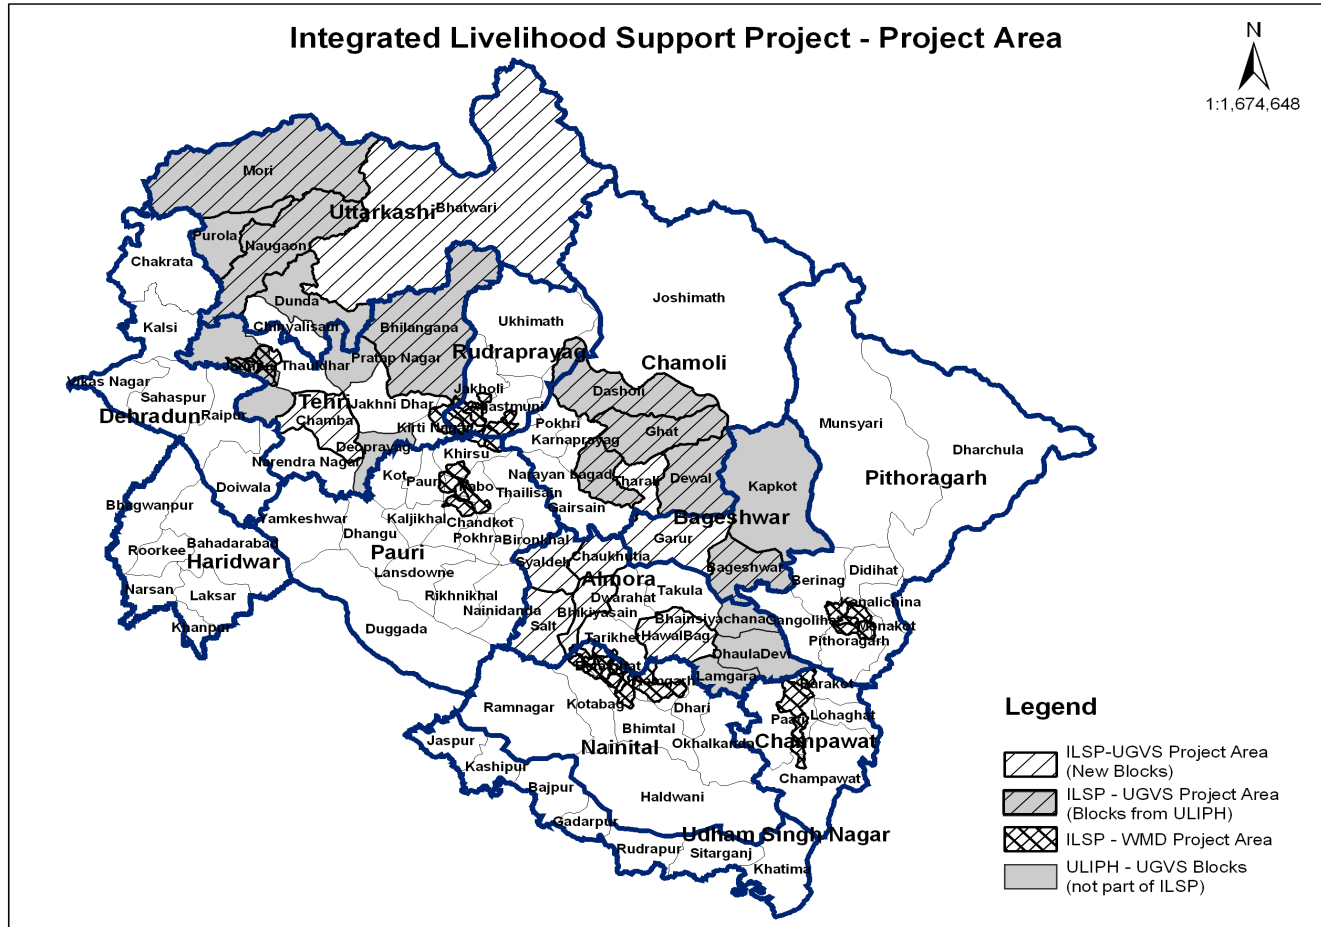 Integrated Livelihood Support Project - Project Area
N
1:1,674,648
Mori
Uttarkashi
Bhatwari
Purola
Naugaon
Chakrata
Dunda
Joshimath
Kalsi
Chinyalisaur
Bhilangana
Ukhimath
Rudraprayag
Pratap Nagar
Thauldhar
Chamoli
Vikas Nagar
Sahaspur
Dehradun
Raipur
Tehri
Chamba
Jakhni Dhar
Jakholi
Dasholi
Kirti Nagar
Pokhri
Karnaprayag
Ghat
Munsyari
Dharchula
Deoprayag
Narendra Nagar
Khirsu
Kot
Pauri
Pabo
Thailisain
Narayan bagad
Tharali
Dewal
Kapkot
Pithoragarh
Doiwala
Bhagwanpur
Gairsain
Yamkeshwar
Kaljikhal
Chandkot
Bageshwar
Dhangu
Pokhra
Bironkhal
Garur
Roorkee
Bahadarabad
Haridwar
Pauri
Lansdowne
Syaldeh
Chaukhutia
Bageshwar
Berinag
Didihat
Narsan
Laksar
Almora
Takula
Rikhnikhal
Dwarahat
Kanalichina
Nainidanda
Bhikiyasain
Bhainsiyachana
Gangolihat
Munakot
Khanpur
Duggada
Salt
Tarikhet
HawalBag
Pithoragarh
DhaulaDevi
Ramgarh
Lamgara
Barakot
Ramnagar
Kotabag
Dhari
Lohaghat
Bhimtal
Jaspur
Nainital
Okhalkanda
Champawat
Kashipur
Champawat
Bajpur
Haldwani
Gadarpur
Udham Singh Nagar
Rudrapur
Sitarganj
Khatima
Legend
ILSP-UGVS Project Area
(New Blocks)
ILSP - UGVS Project Area
(Blocks from ULIPH)
ILSP - WMD Project Area
ULIPH - UGVS Blocks
(not part of ILSP)